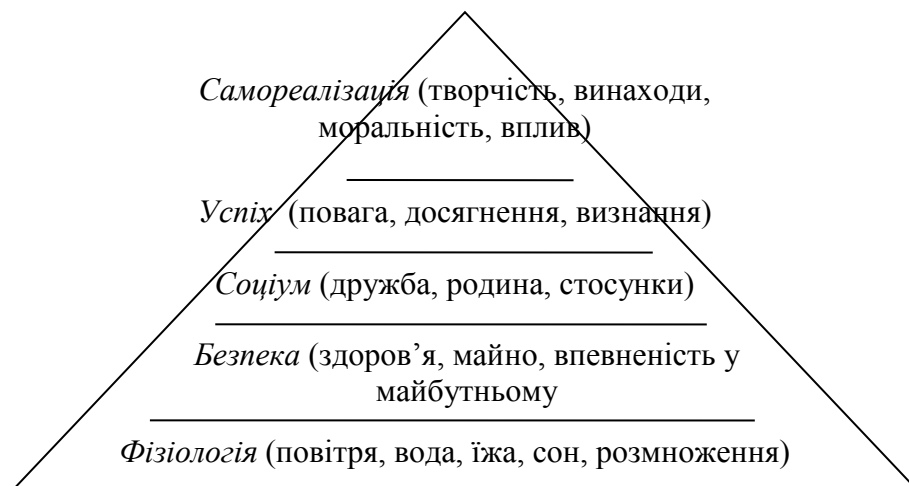 Самореалізація (творчість, винаходи,
моральність, вплив)
Успіх (повага, досягнення, визнання)
Соціум (дружба, родина, стосунки)
Безпека (здоров’я, майно, впевненість у
майбутньому
Фізіологія (повітря, вода, їжа, сон, розмноження)